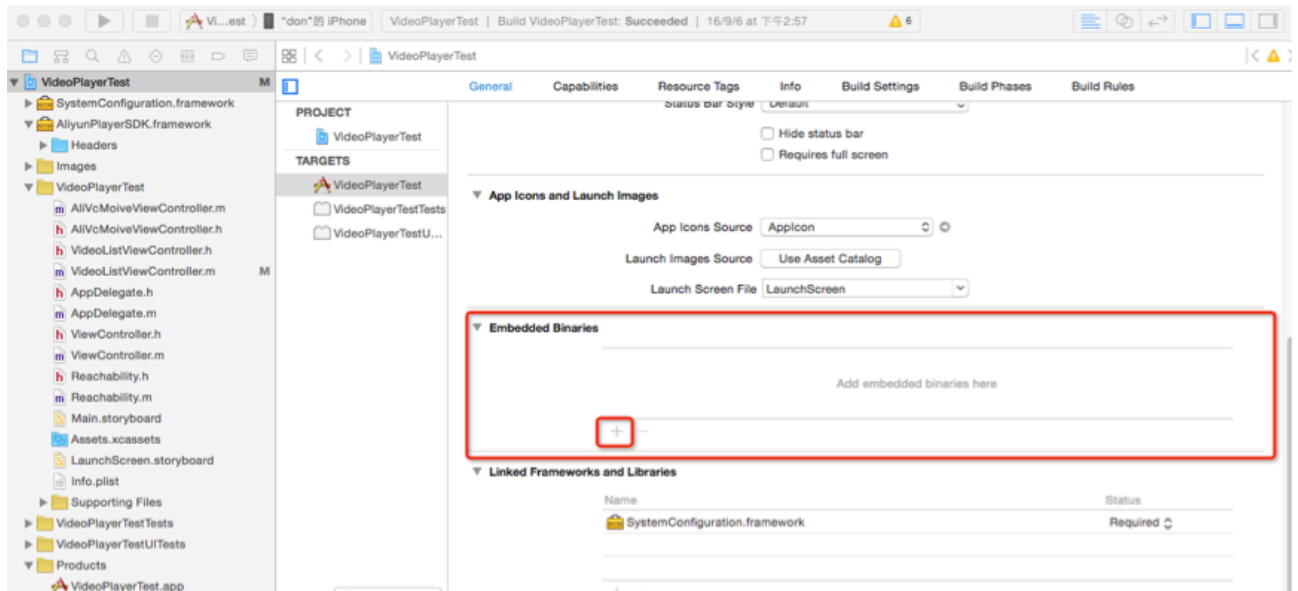 Vi...est
"don"的 iPhone
VideoPlayerTest | Build VideoPlayerTest: Succeeded | 16/9/6 at 下午2:57
6
VideoPlayerTest
VideoPlayerTest M
SystemConfiguration.framework
AliyunPlayerSDK.framework
Headers
Images
VideoPlayerTest
AliVcMoiveViewController.m
AliVcMoiveViewController.h
VideoListViewController.h
VideoListViewController.m M
AppDelegate.h
AppDelegate.m
ViewController.h
ViewController.m
Reachability.h
Reachability.m
Main.storyboard
Assets.xcassets
LaunchScreen.storyboard
Info.plist
Supporting Files
VideoPlayerTestTests
VideoPlayerTestUITests
Products
VideoPlayerTest.app
PROJECT
VideoPlayerTest
TARGETS
VideoPlayerTest
VideoPlayerTestTests
VideoPlayerTestU...
General Capabilities Resource Tags Info Build Settings Build Phases Build Rules
Status Bar Style Default
Hide status bar
Requires full screen
App Icons and Launch Images
App Icons Source AppIcon
Launch Images Source Use Asset Catalog
Launch Screen File LaunchScreen
Embedded Binaries
Add embedded binaries here
Linked Frameworks and Libraries
Name Status
SystemConfiguration.framework Required